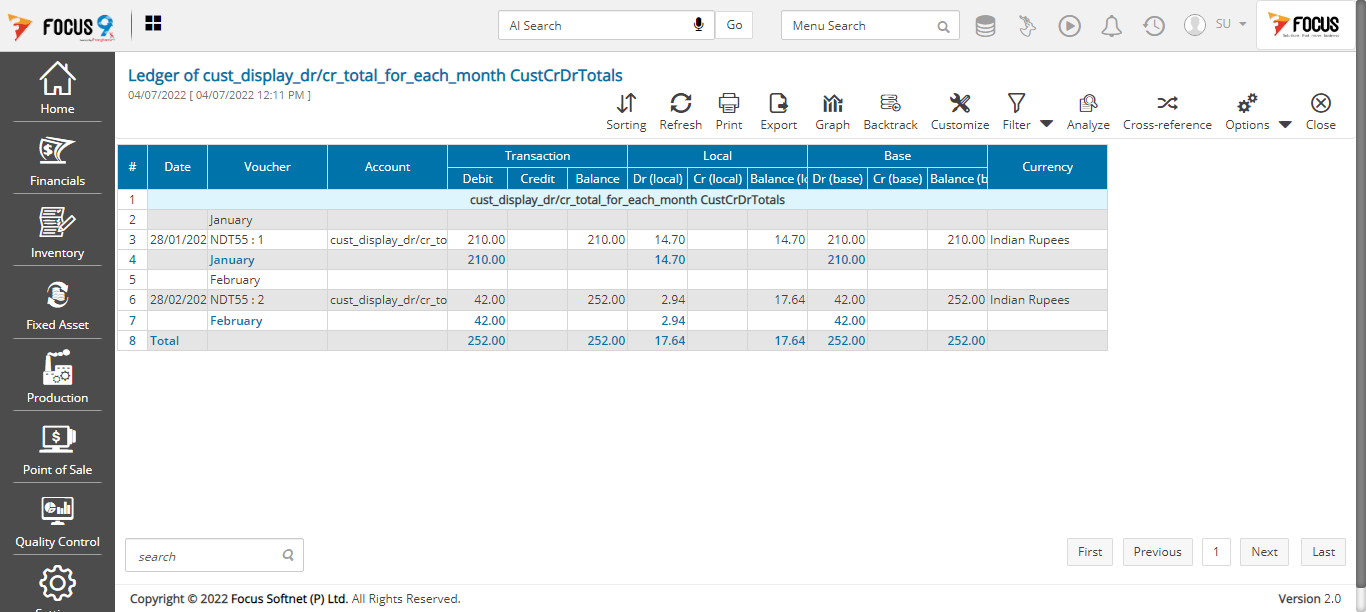 FOCUS 9
AI Search
Go
Menu Search
SU
FOCUS
Home
Financials
Inventory
Fixed Asset
Production
Point of Sale
Quality Control
Ledger of cust_display_dr/cr_total_for_each_month CustCrDrTotals
04/07/2022 [ 04/07/2022 12:11 PM ]
Sorting Refresh Print Export Graph Backtrack Customize Filter Analyze Cross-reference Options Close
# Date Voucher Account Transaction Local Base Currency
Debit Credit Balance Dr (local) Cr (local) Balance (lo Dr (base) Cr (base) Balance (b
1 cust_display_dr/cr_total_for_each_month CustCrDrTotals
2 January
3 28/01/202 NDT55 : 1 cust_display_dr/cr_to 210.00 210.00 14.70 14.70 210.00 210.00 Indian Rupees
4 January 210.00 14.70 210.00
5 February
6 28/02/202 NDT55 : 2 cust_display_dr/cr_to 42.00 252.00 2.94 17.64 42.00 252.00 Indian Rupees
7 February 42.00 2.94 42.00
8 Total 252.00 252.00 17.64 17.64 252.00 252.00
search
First Previous 1 Next Last
Copyright © 2022 Focus Softnet (P) Ltd. All Rights Reserved.
Version 2.0